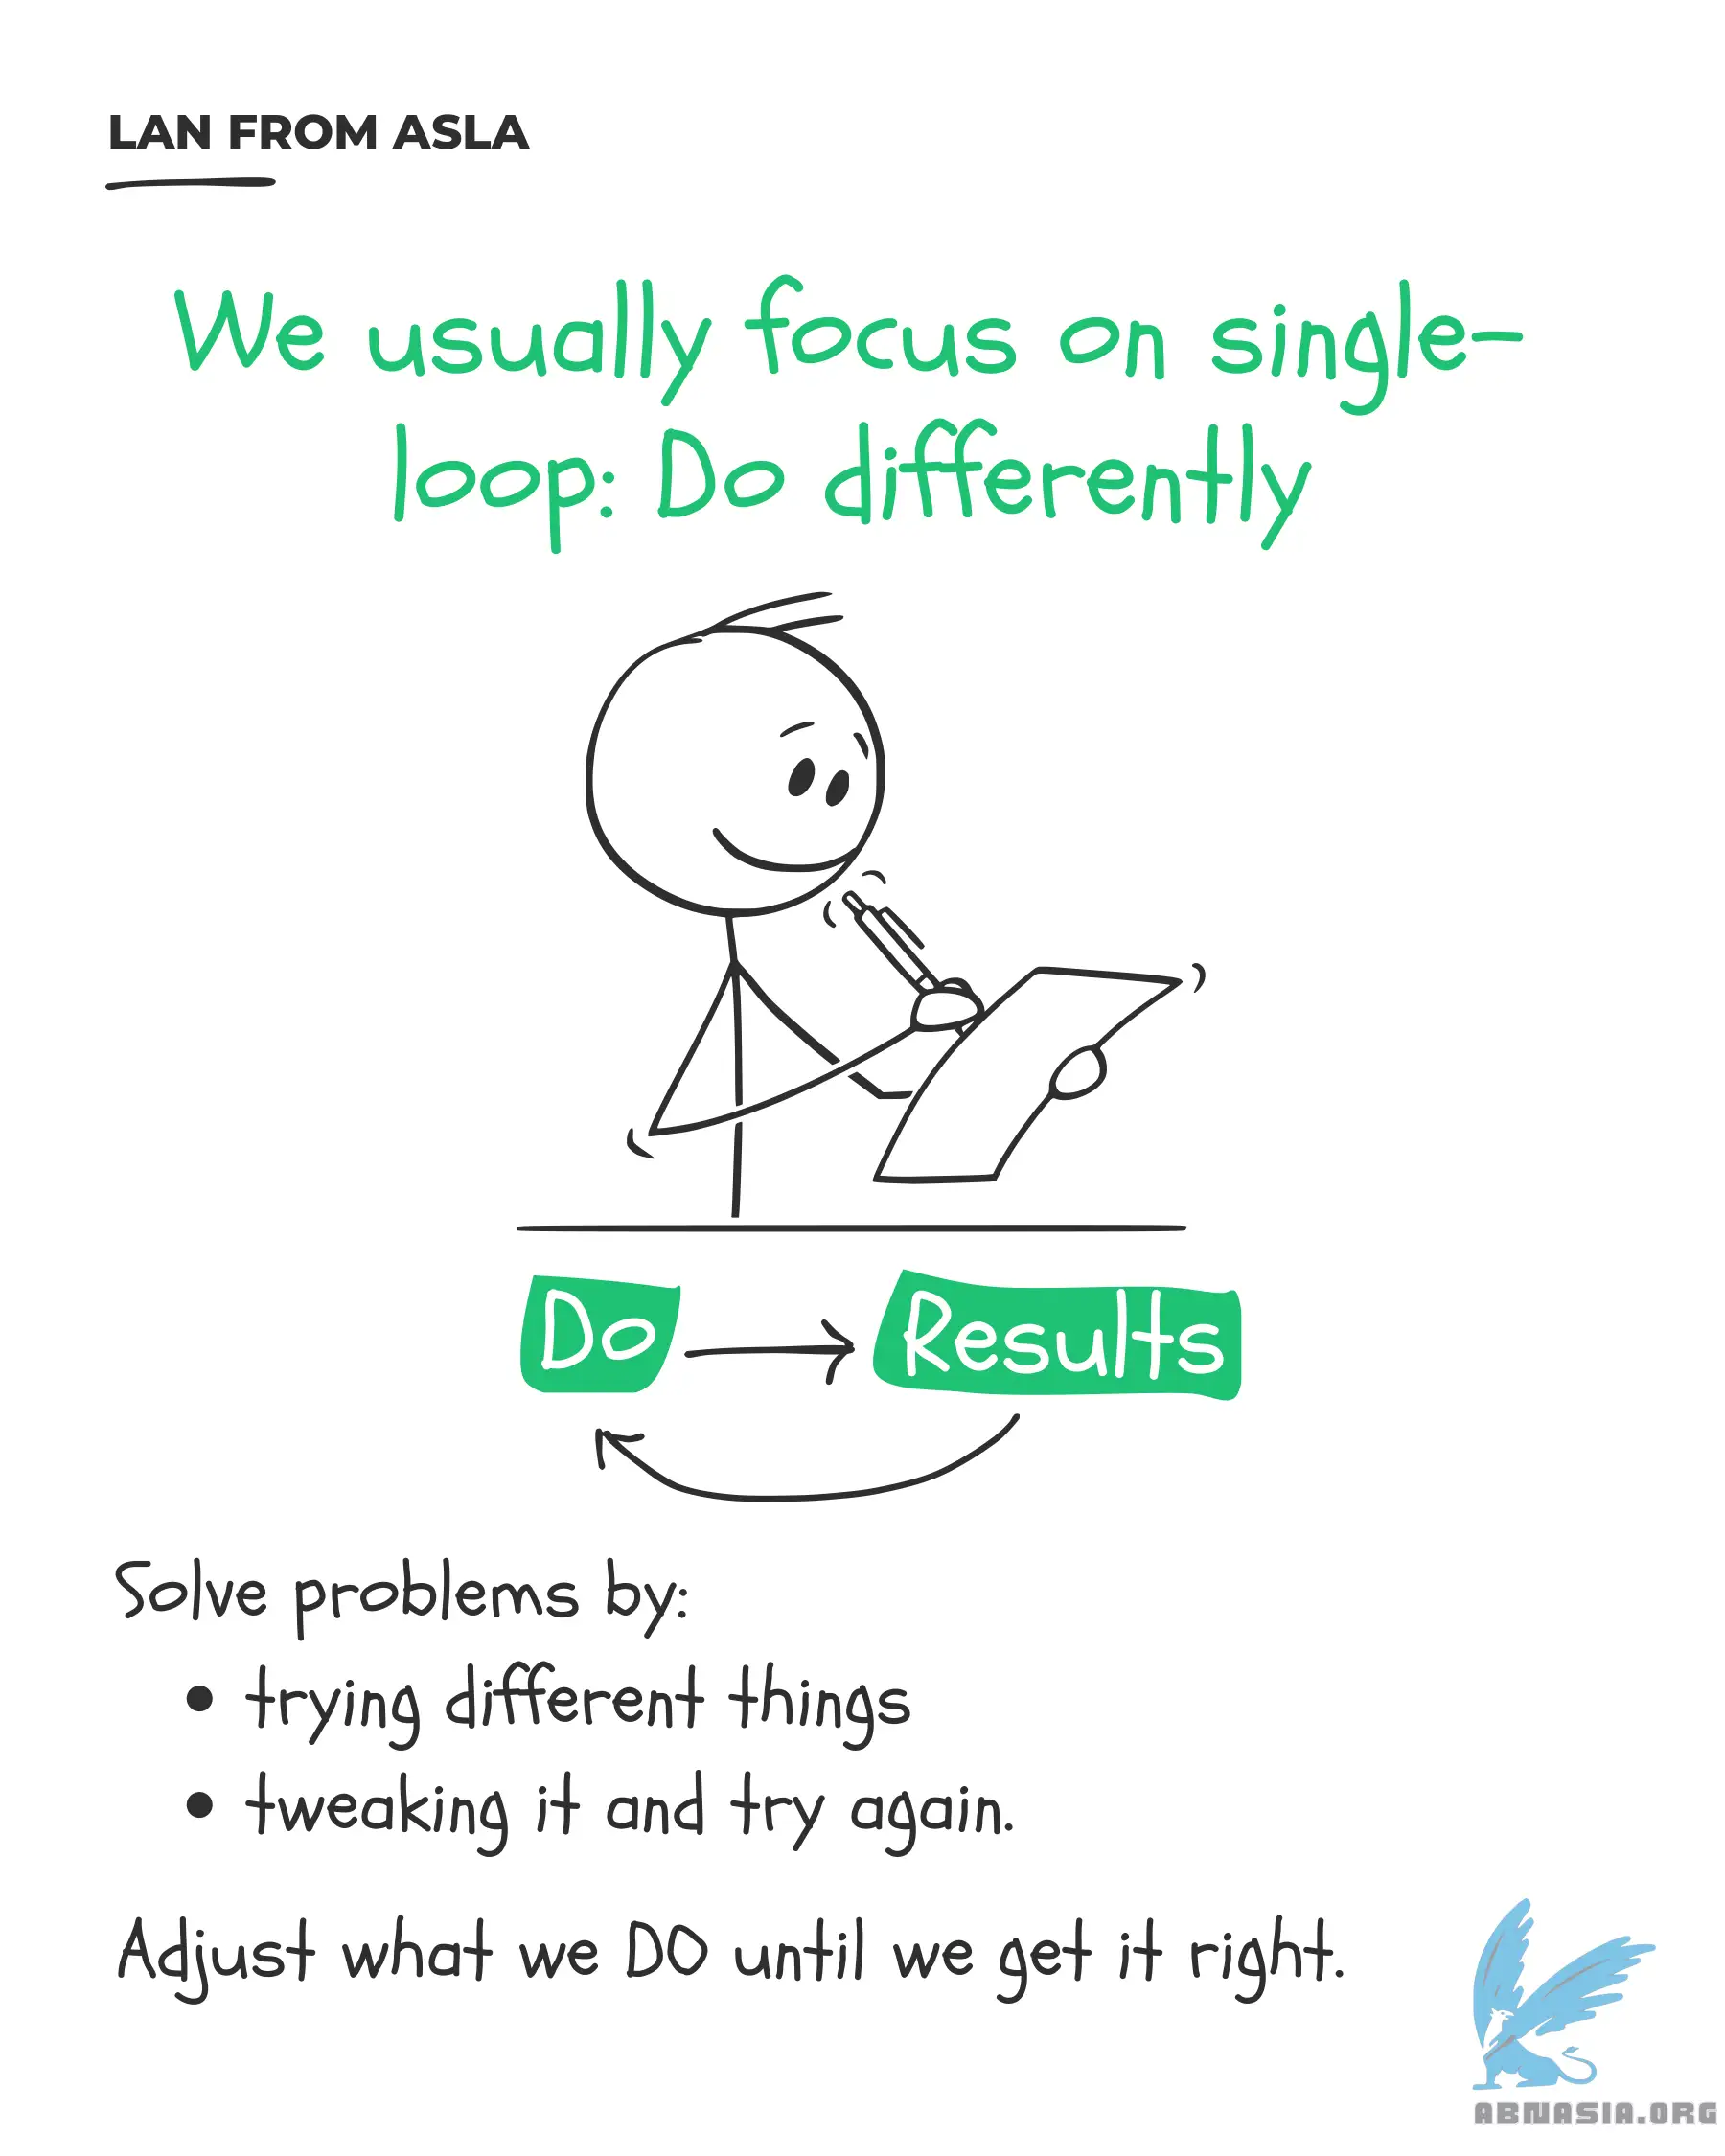 LAN FROM ASLA
We usually focus on single-
loop: Do differently
Do
Results
Solve problems by:
• trying different things
• tweaking it and try again.
Adjust what we DO until we get it right.
ABNASIA.ORG